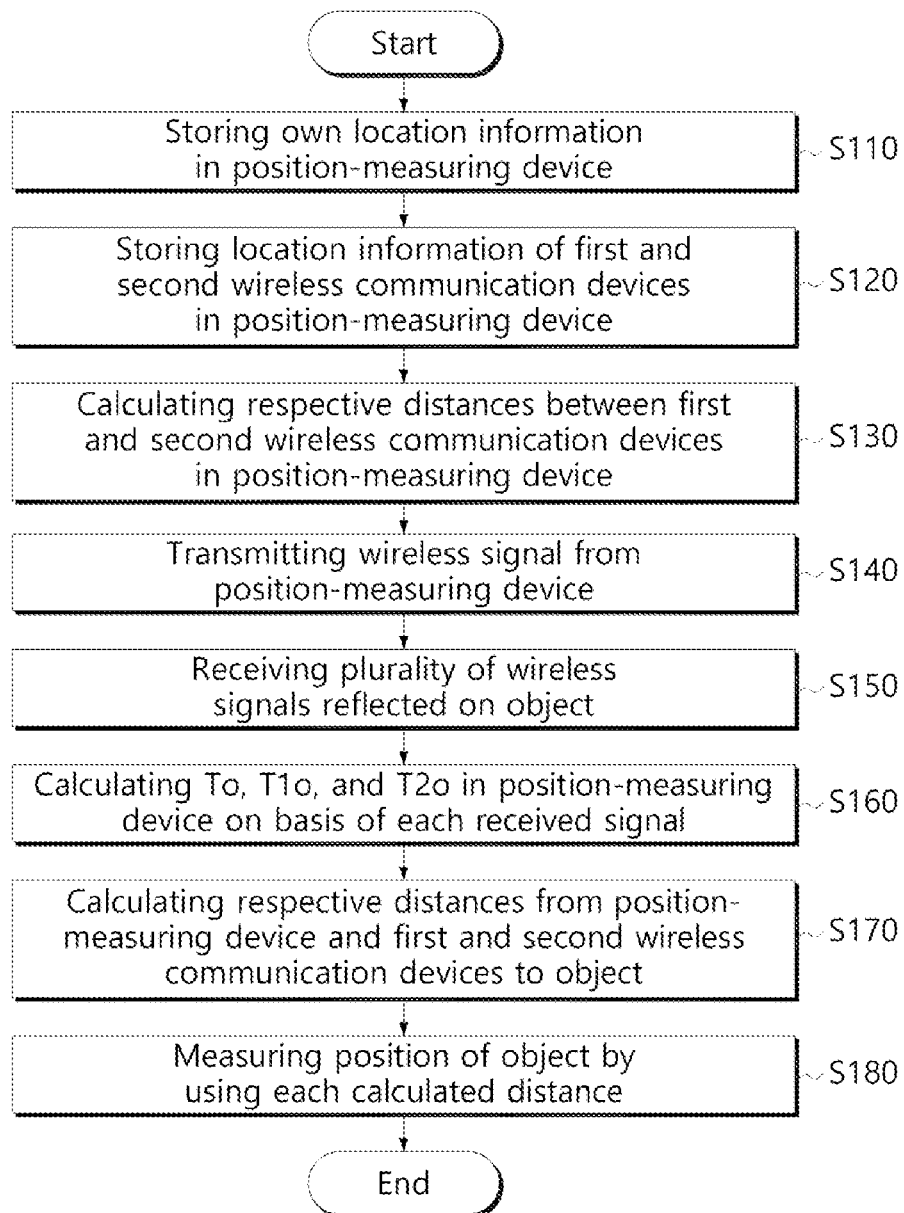 Start
Storing own location information
in position-measuring device
S110
Storing location information of first and
second wireless communication devices
in position-measuring device
S120
Calculating respective distances between first
and second wireless communication devices
in position-measuring device
S130
Transmitting wireless signal from
position-measuring device
S140
Receiving plurality of wireless
signals reflected on object
S150
Calculating To, T1o, and T2o in position-measuring
device on basis of each received signal
S160
Calculating respective distances from position-
measuring device and first and second wireless
communication devices to object
S170
Measuring position of object by
using each calculated distance
S180
End